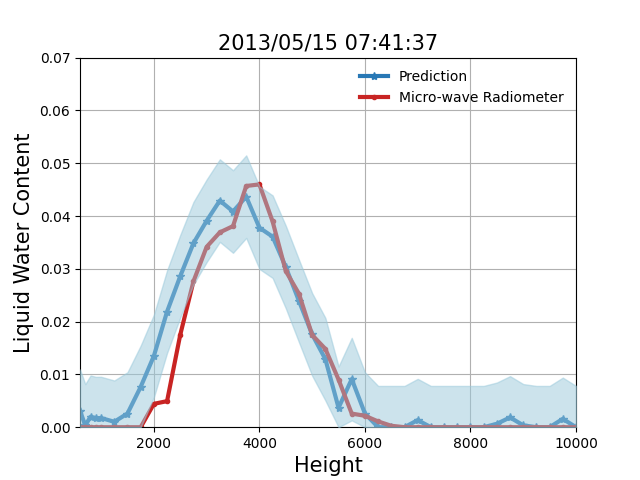 2013/05/15 07:41:37
0.07
0.06
0.05
0.04
0.03
0.02
0.01
0.00
Liquid Water Content
Prediction
Micro-wave Radiometer
2000 4000 6000 8000 10000
Height